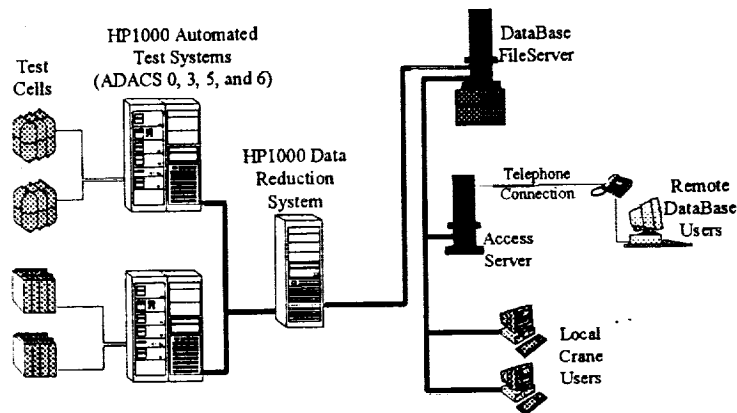 HP1000 Automated
Test Systems
(ADACS 0, 3, 5, and 6)
Test
Cells
HP1000 Data
Reduction
System
DataBase
FileServer
Telephone
Connection
Access
Server
Remote
DataBase
Users
Local
Crane
Users